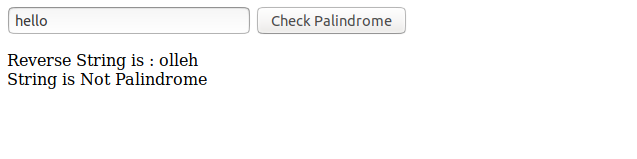 hello Check Palindrome
Reverse String is : olleh
String is Not Palindrome